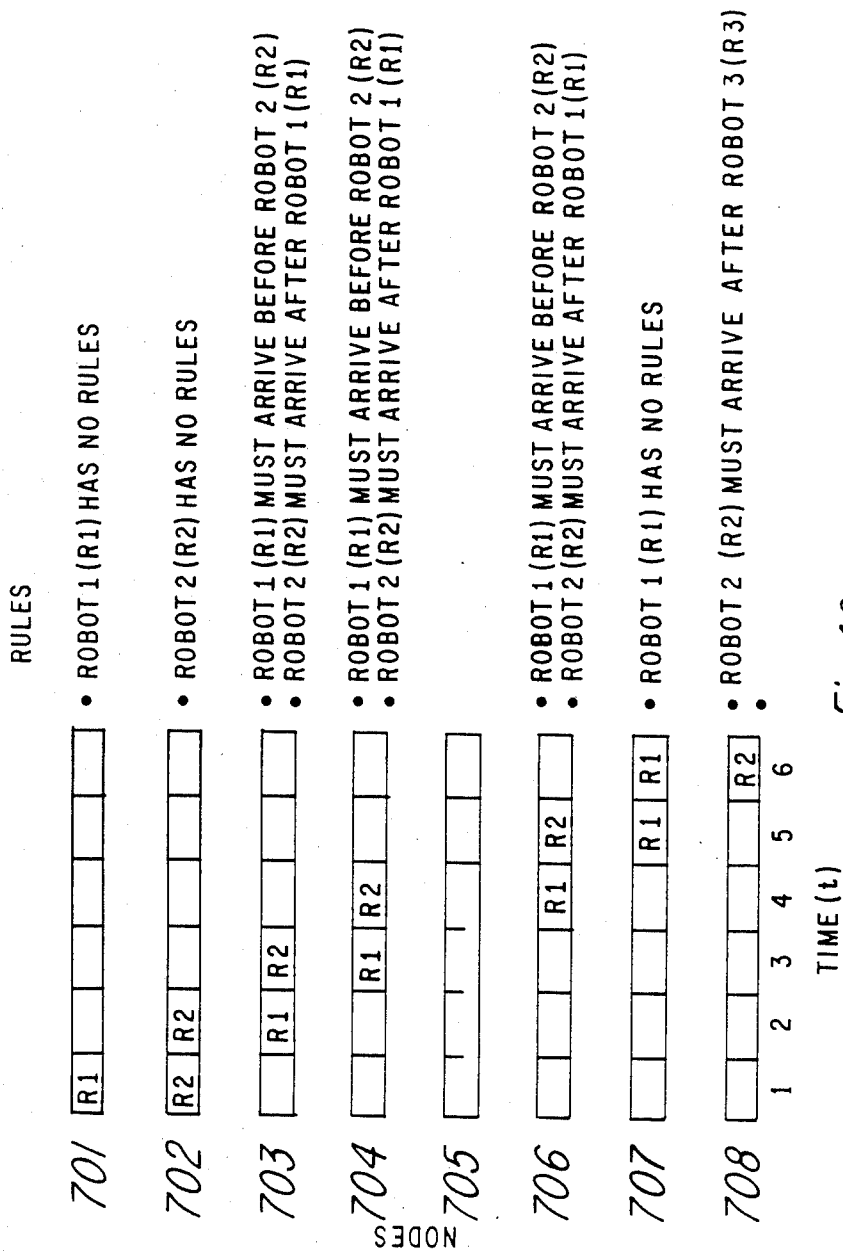 RULES
701 R1 • ROBOT 1 (R1) HAS NO RULES
702 R2 R2 • ROBOT 2 (R2) HAS NO RULES
703 R1 R2 • ROBOT 1 (R1) MUST ARRIVE BEFORE ROBOT 2 (R2)
• ROBOT 2 (R2) MUST ARRIVE AFTER ROBOT 1 (R1)
704 R1 R2 • ROBOT 1 (R1) MUST ARRIVE BEFORE ROBOT 2 (R2)
• ROBOT 2 (R2) MUST ARRIVE AFTER ROBOT 1 (R1)
705
706 R1 R2 • ROBOT 1 (R1) MUST ARRIVE BEFORE ROBOT 2 (R2)
• ROBOT 2 (R2) MUST ARRIVE AFTER ROBOT 1 (R1)
707 R1 R1 • ROBOT 1 (R1) HAS NO RULES
708 R2 • ROBOT 2 (R2) MUST ARRIVE AFTER ROBOT 3 (R3)
•
NODES
1 2 3 4 5 6
TIME (t)